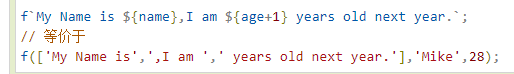 f`My Name is ${name},I am ${age+1} years old next year.`;
// 等价于
f(['My Name is',',I am ',' years old next year.'],'Mike',28);